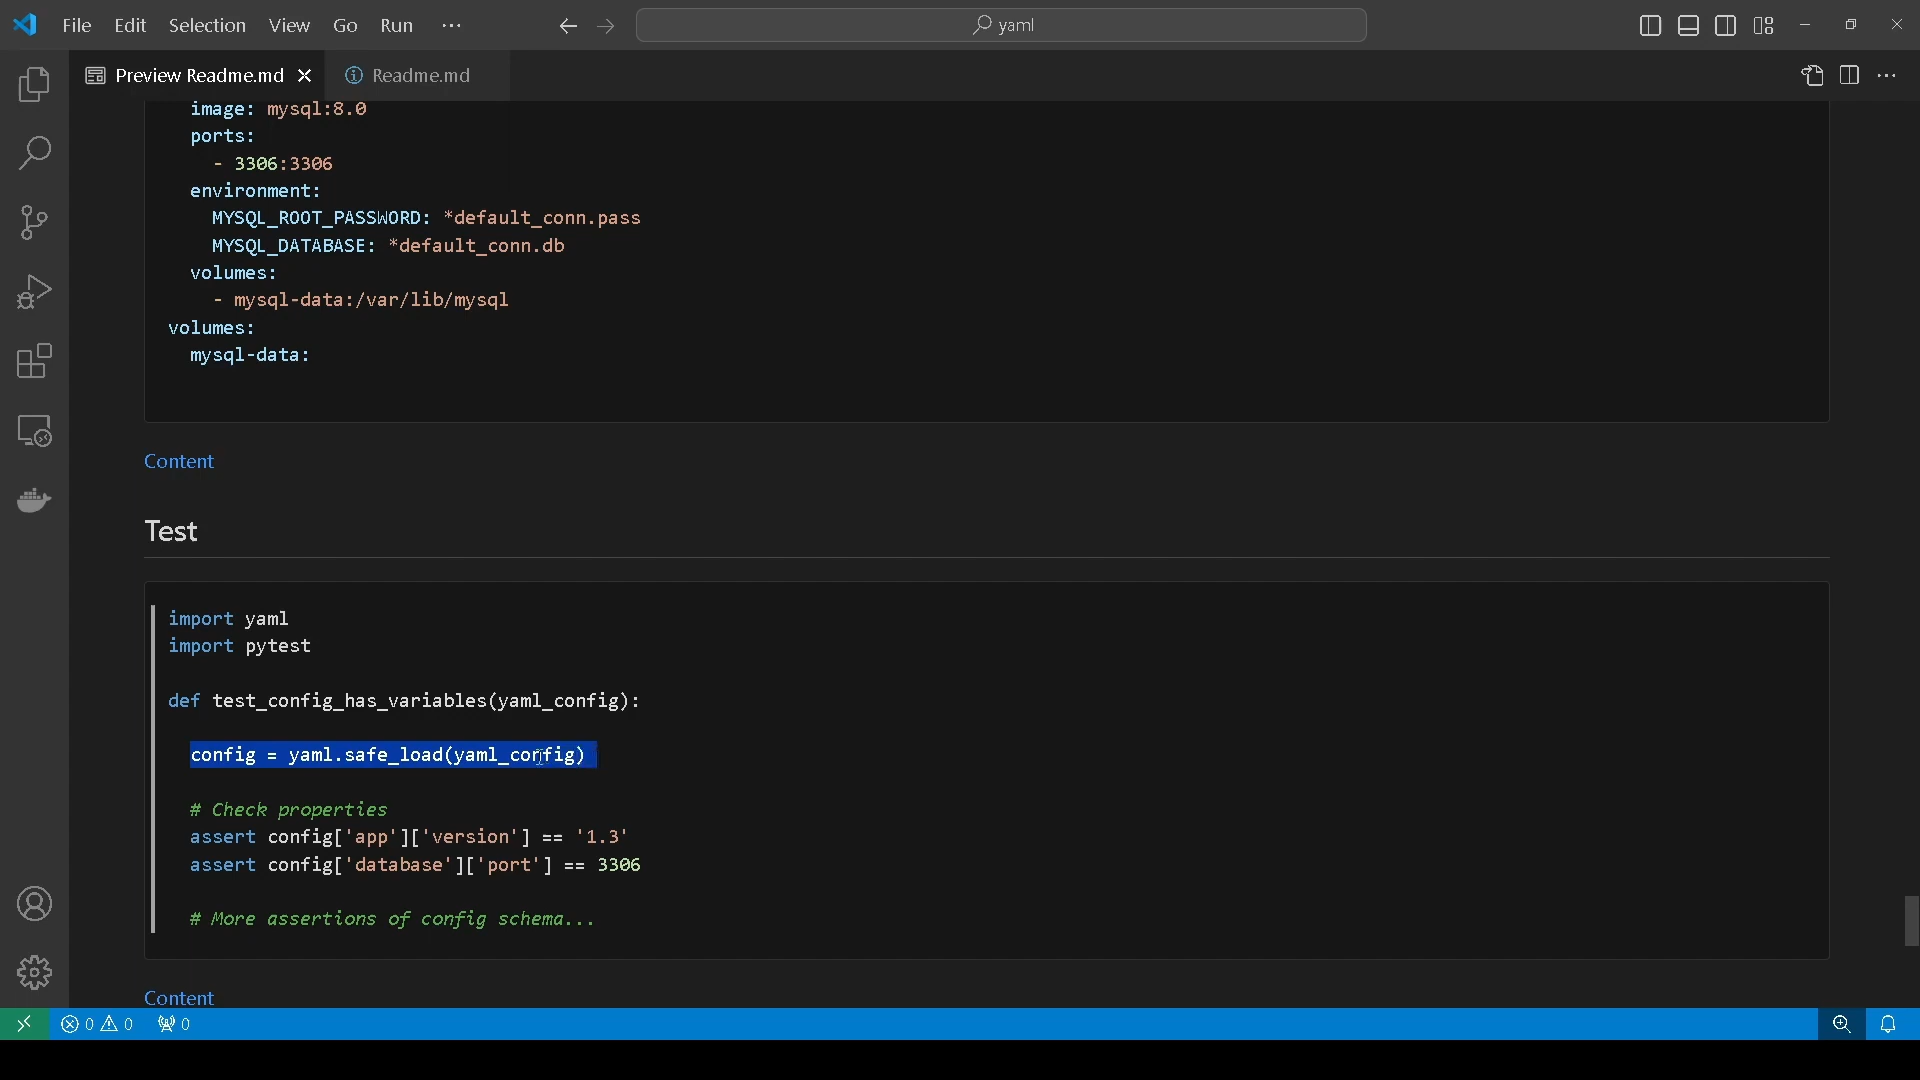 File Edit Selection View Go Run ··· yaml
Preview Readme.md Readme.md
image: mysql:8.0
ports:
- 3306:3306
environment:
MYSQL_ROOT_PASSWORD: *default_conn.pass
MYSQL_DATABASE: *default_conn.db
volumes:
- mysql-data:/var/lib/mysql
volumes:
mysql-data:
Content
Test
import yaml
import pytest
def test_config_has_variables(yaml_config):
config = yaml.safe_load(yaml_config)
# Check properties
assert config['app']['version'] == '1.3'
assert config['database']['port'] == 3306
# More assertions of config schema...
Content
0 0 0